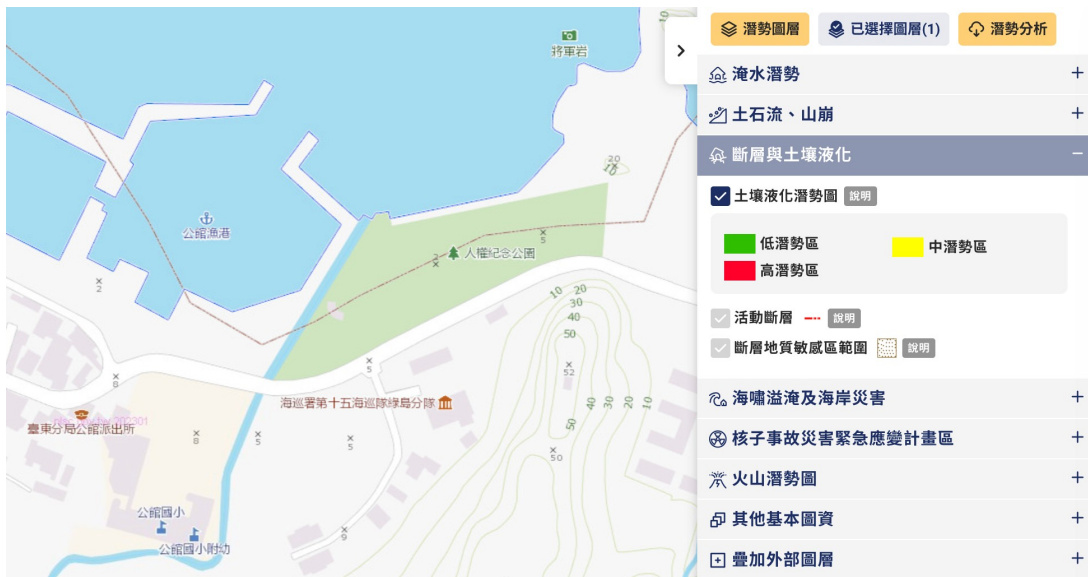 將軍岩
20
10
公館漁港
人權紀念公園
5
2
2
10
20
30
40
50
5
52
8
海巡署第十五海巡隊綠島分隊
40
30
20
10
50
臺東分局公館派出所
8
5
5
50
公館國小
9
公館國小附幼
潛勢圖層
已選擇圖層(1)
潛勢分析
淹水潛勢
土石流、山崩
斷層與土壤液化
土壤液化潛勢圖 說明
低潛勢區
中潛勢區
高潛勢區
活動斷層 說明
斷層地質敏感區範圍 說明
海嘯溢淹及海岸災害
核子事故災害緊急應變計畫區
火山潛勢圖
其他基本圖資
疊加外部圖層